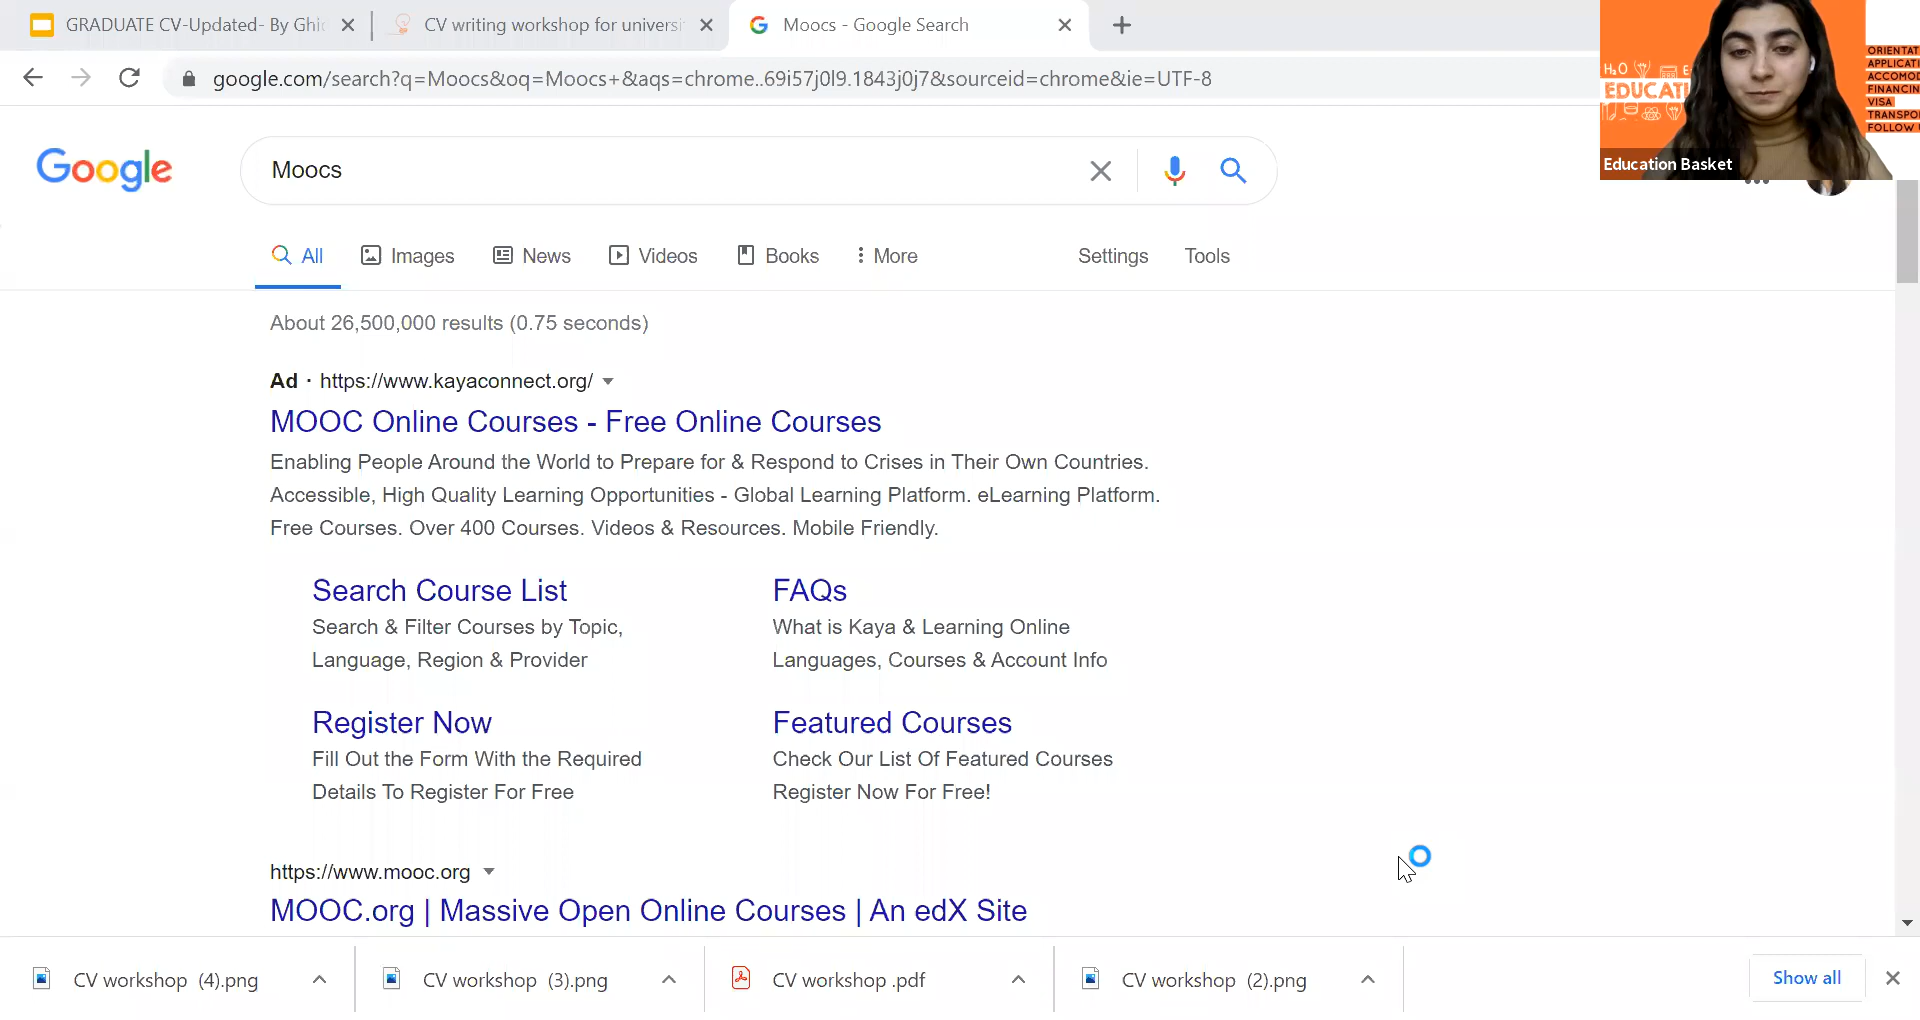 GRADUATE CV-Updated- By Ghi
CV writing workshop for universi
Moocs - Google Search
google.com/search?q=Moocs&oq=Moocs+&aqs=chrome..69i57j0l9.1843j0j7&sourceid=chrome&ie=UTF-8
H₂O
EDUCATI
ORIENTAT
APPLICATI
ACCOMOD
FINANCIN
VISA
TRANSPO
FOLLOW
Education Basket
Google
Moocs
All
Images
News
Videos
Books
More
Settings
Tools
About 26,500,000 results (0.75 seconds)
Ad · https://www.kayaconnect.org/
MOOC Online Courses - Free Online Courses
Enabling People Around the World to Prepare for & Respond to Crises in Their Own Countries.
Accessible, High Quality Learning Opportunities - Global Learning Platform. eLearning Platform.
Free Courses. Over 400 Courses. Videos & Resources. Mobile Friendly.
Search Course List
Search & Filter Courses by Topic,
Language, Region & Provider
FAQs
What is Kaya & Learning Online
Languages, Courses & Account Info
Register Now
Fill Out the Form With the Required
Details To Register For Free
Featured Courses
Check Our List Of Featured Courses
Register Now For Free!
https://www.mooc.org
MOOC.org | Massive Open Online Courses | An edX Site
CV workshop (4).png
CV workshop (3).png
CV workshop .pdf
CV workshop (2).png
Show all